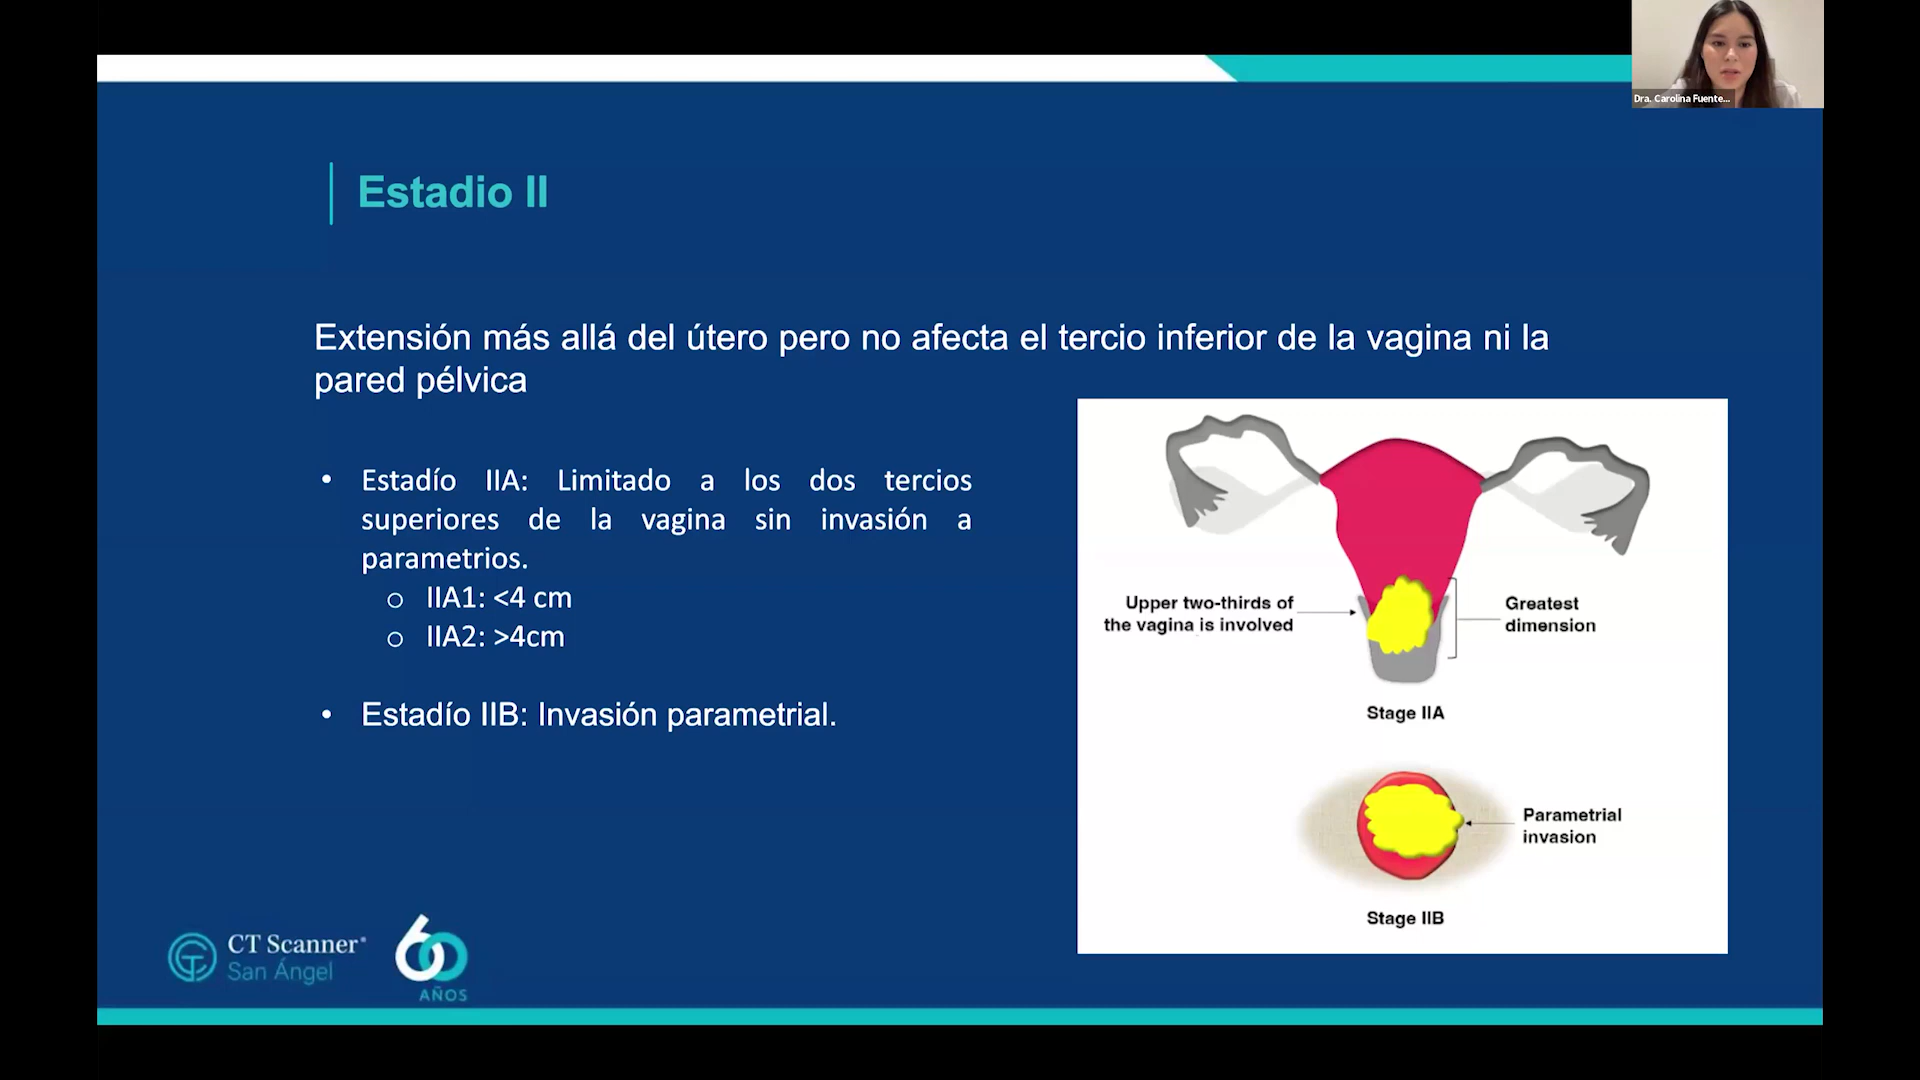 Dra. Carolina Fuente...
Estadio II
Extensión más allá del útero pero no afecta el tercio inferior de la vagina ni la
pared pélvica
• Estadío IIA: Limitado a los dos tercios
superiores de la vagina sin invasión a
parametrios.
o IIA1: <4 cm
o IIA2: >4cm
• Estadío IIB: Invasión parametrial.
Upper two-thirds of
the vagina is involved
Greatest
dimension
Stage IIA
Parametrial
invasion
Stage IIB
CT Scanner®
San Ángel
60
AÑOS